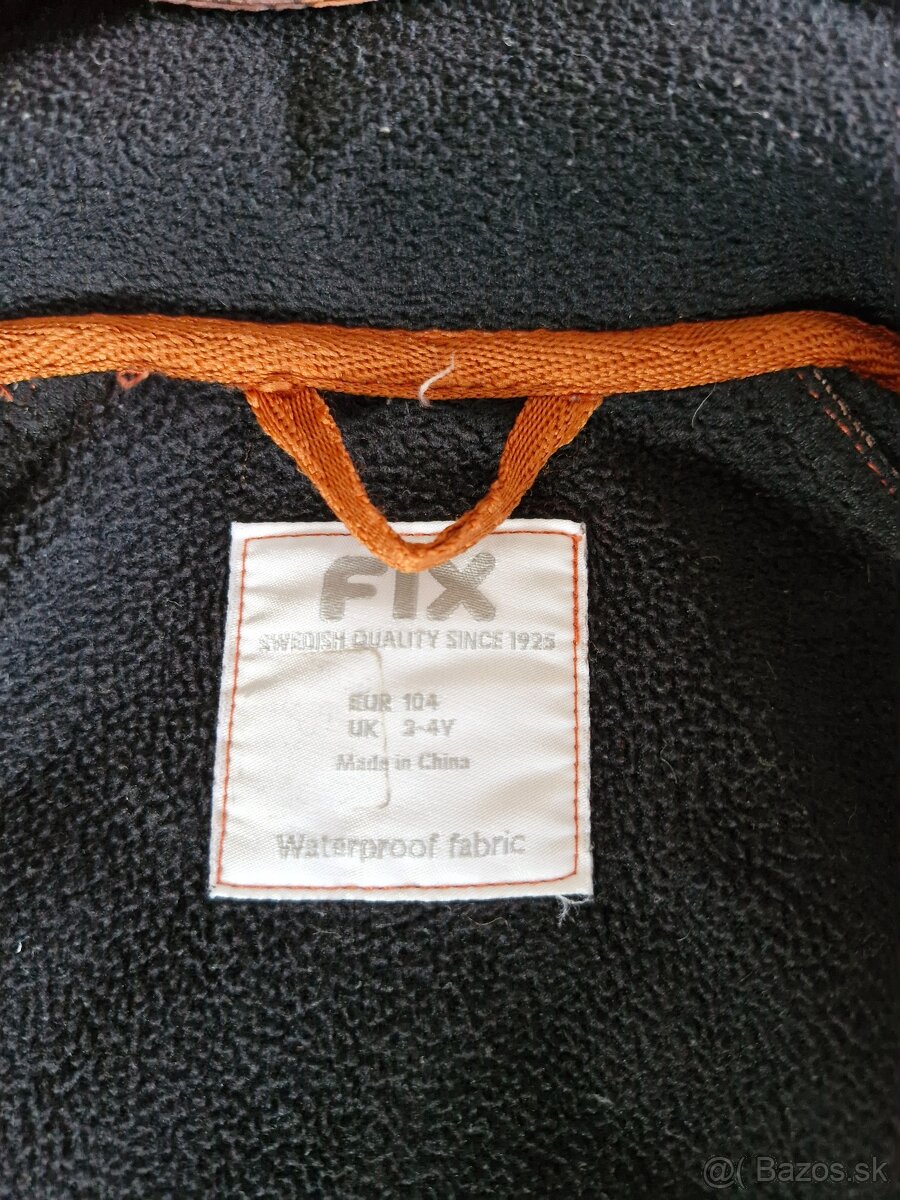 FIX
SWEDISH QUALITY SINCE 1925
EUR 104
UK 3-4Y
Made in China
Waterproof fabric
@( Bazos.sk